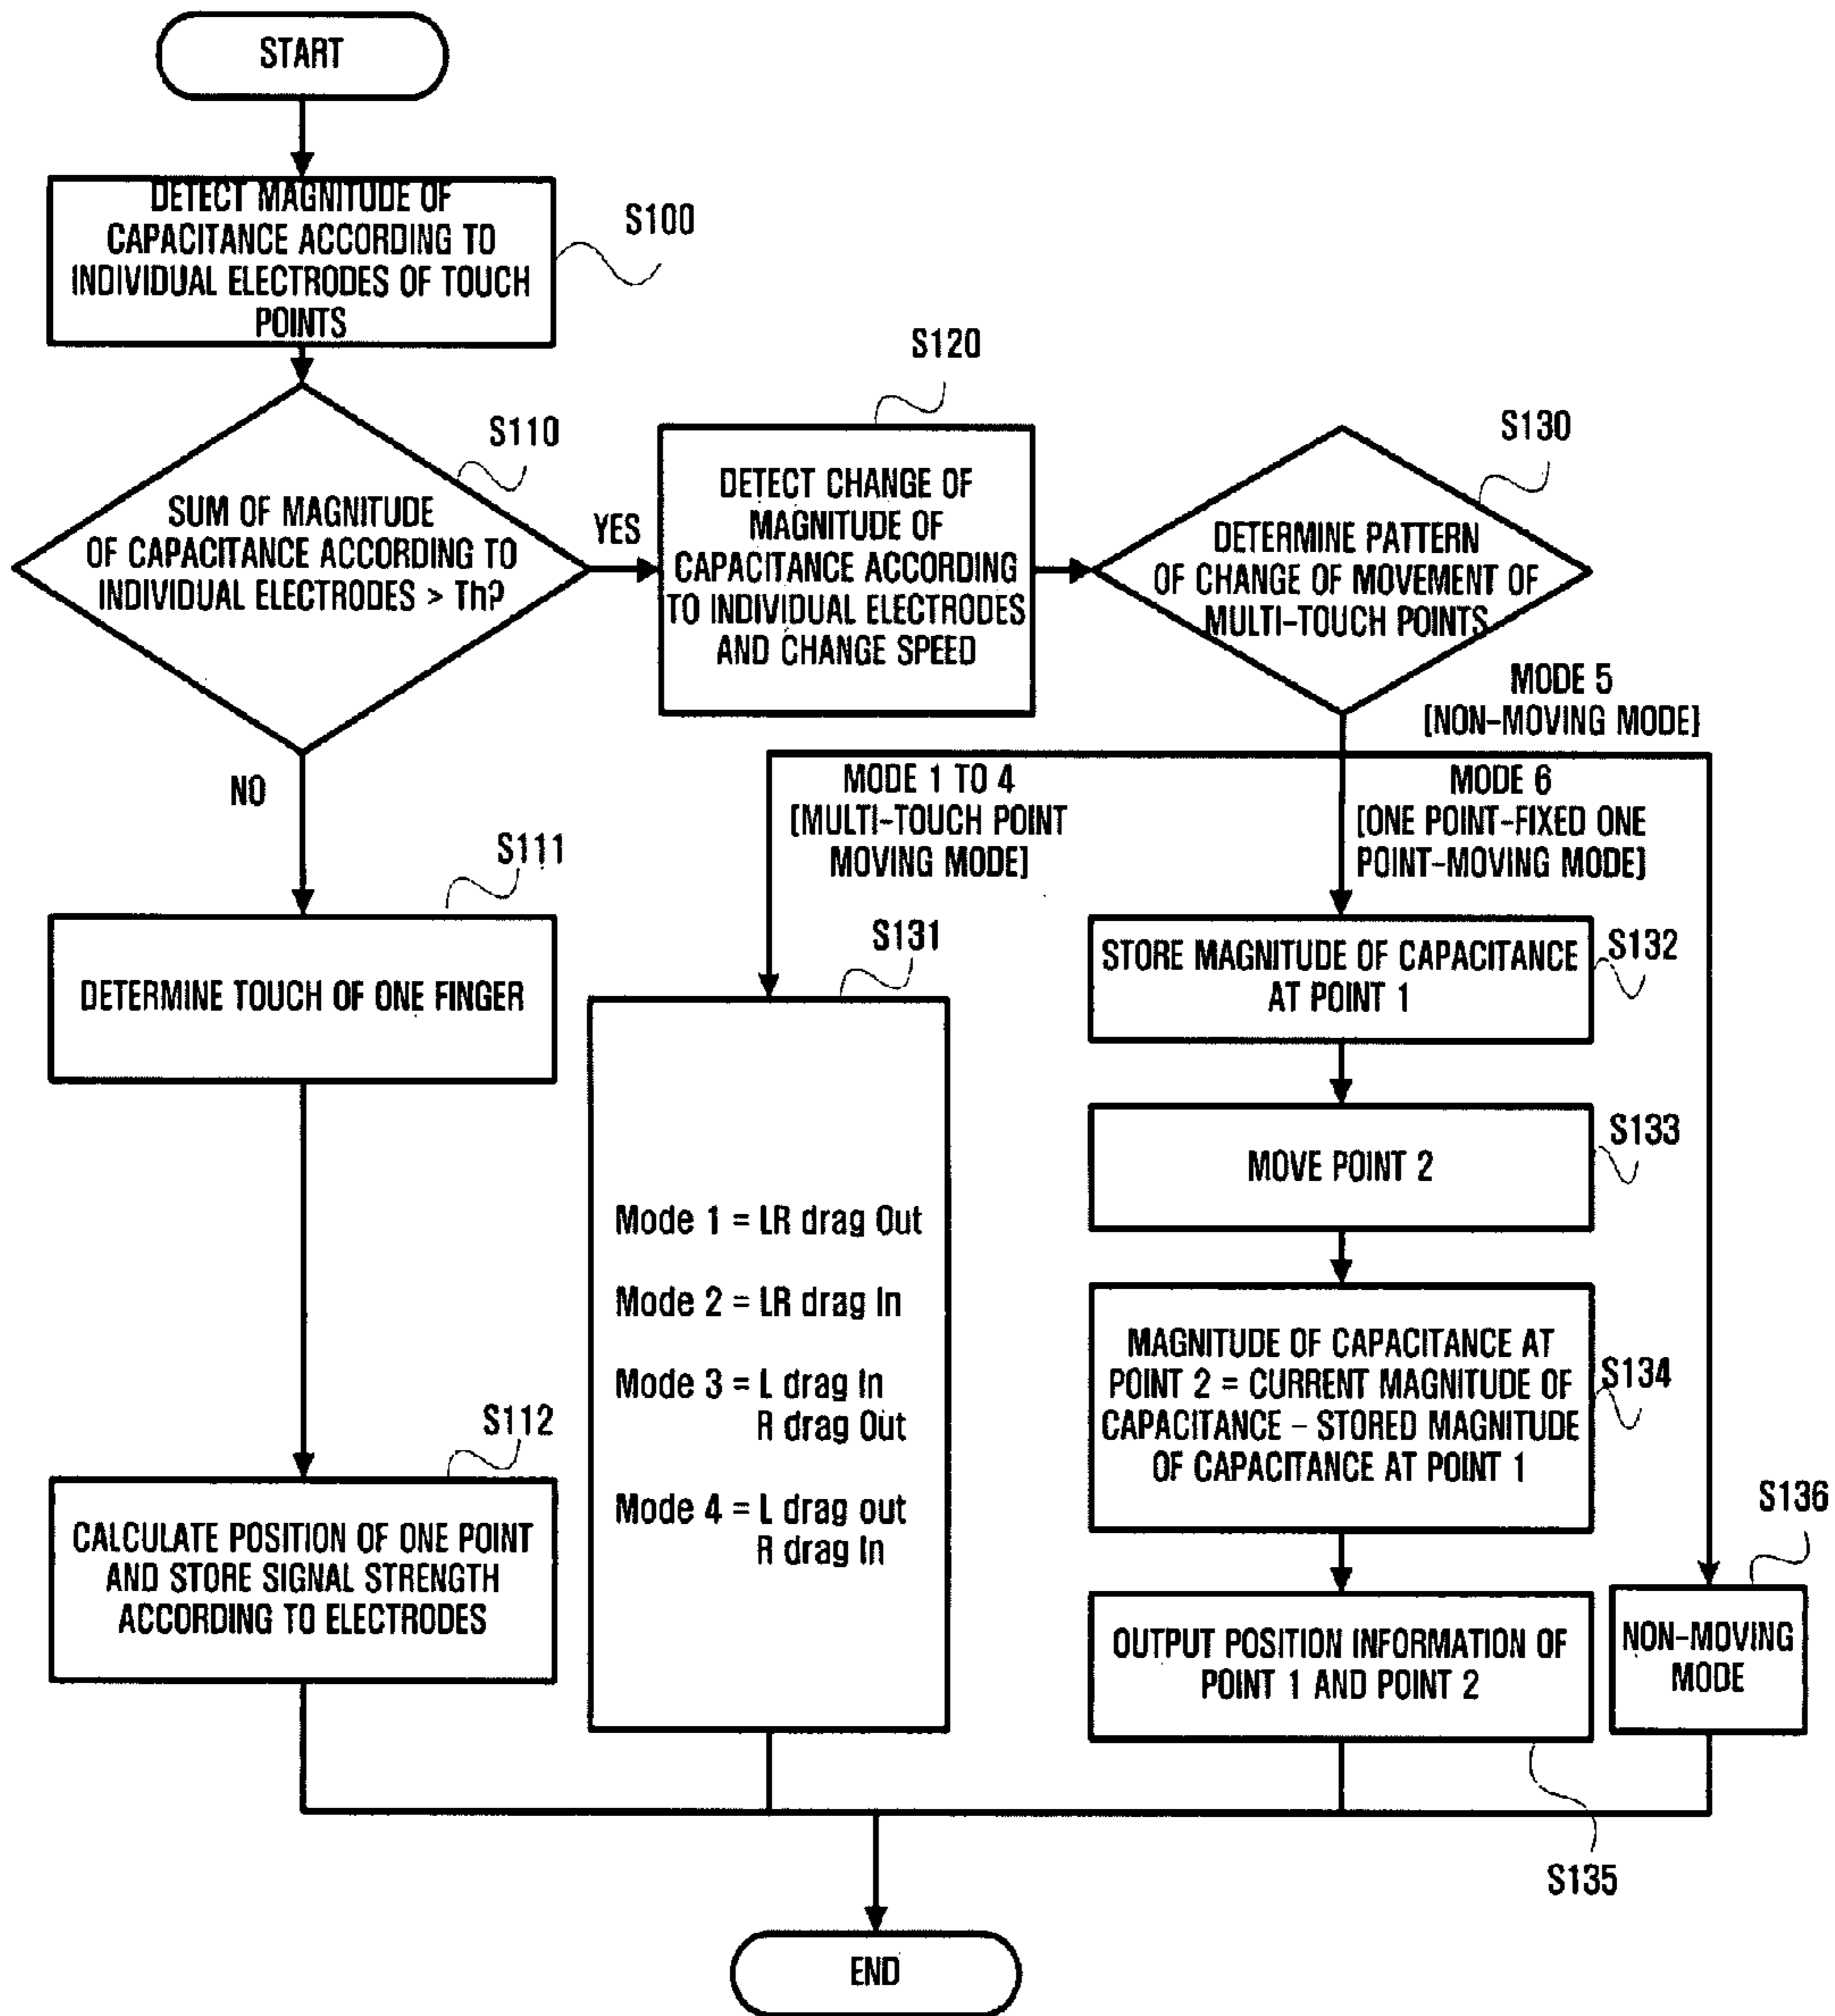 START
DETECT MAGNITUDE OF
CAPACITANCE ACCORDING TO
INDIVIDUAL ELECTRODES OF TOUCH
POINTS
S100
SUM OF MAGNITUDE
OF CAPACITANCE ACCORDING TO
INDIVIDUAL ELECTRODES > Th?
S110
YES
NO
S120
DETECT CHANGE OF
MAGNITUDE OF
CAPACITANCE ACCORDING
TO INDIVIDUAL ELECTRODES
AND CHANGE SPEED
S130
DETERMINE PATTERN
OF CHANGE OF MOVEMENT OF
MULTI-TOUCH POINTS
MODE 5
[NON-MOVING MODE]
MODE 1 TO 4
[MULTI-TOUCH POINT
MOVING MODE]
MODE 6
[ONE POINT-FIXED ONE
POINT-MOVING MODE]
S111
DETERMINE TOUCH OF ONE FINGER
S112
CALCULATE POSITION OF ONE POINT
AND STORE SIGNAL STRENGTH
ACCORDING TO ELECTRODES
S131
Mode 1 = LR drag Out
Mode 2 = LR drag In
Mode 3 = L drag In
R drag Out
Mode 4 = L drag out
R drag In
STORE MAGNITUDE OF CAPACITANCE
AT POINT 1
S132
MOVE POINT 2
S133
MAGNITUDE OF CAPACITANCE AT
POINT 2 = CURRENT MAGNITUDE OF
CAPACITANCE - STORED MAGNITUDE
OF CAPACITANCE AT POINT 1
S134
OUTPUT POSITION INFORMATION OF
POINT 1 AND POINT 2
S135
S136
NON-MOVING
MODE
END